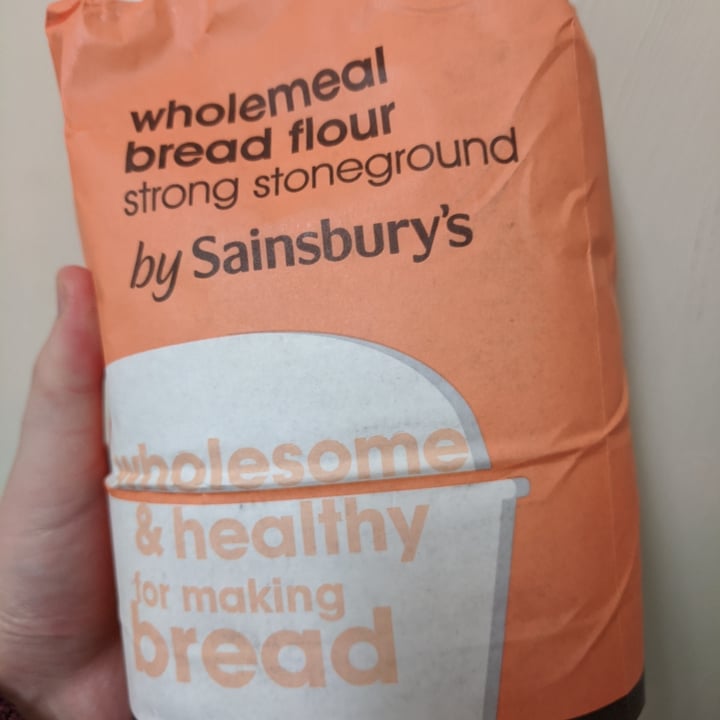 wholemeal
bread flour
strong stoneground
by Sainsbury's
wholesome
& healthy
for making
bread